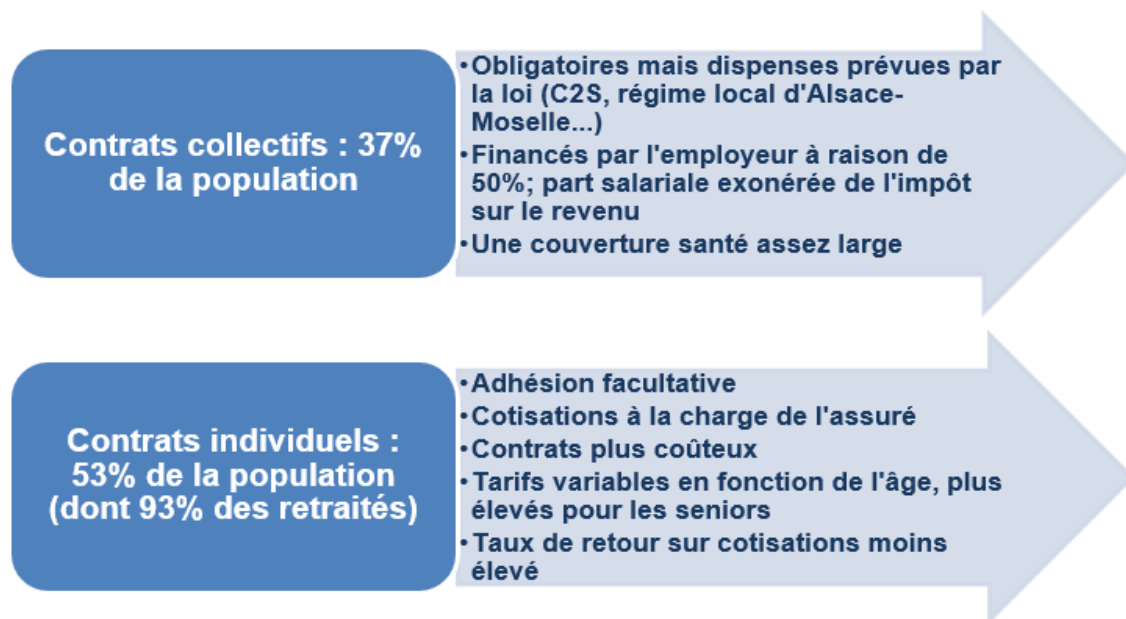 Contrats collectifs : 37%
de la population
•Obligatoires mais dispenses prévues par
la loi (C2S, régime local d'Alsace-
Moselle...)
•Financés par l'employeur à raison de
50%; part salariale exonérée de l'impôt
sur le revenu
•Une couverture santé assez large
Contrats individuels :
53% de la population
(dont 93% des retraités)
•Adhésion facultative
•Cotisations à la charge de l'assuré
•Contrats plus coûteux
•Tarifs variables en fonction de l'âge, plus
élevés pour les seniors
•Taux de retour sur cotisations moins
élevé